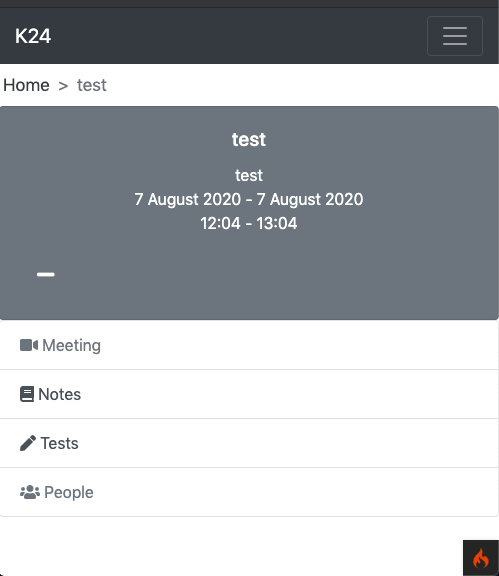 K24
Home > test
test
test
7 August 2020 - 7 August 2020
12:04 - 13:04
Meeting
Notes
Tests
People